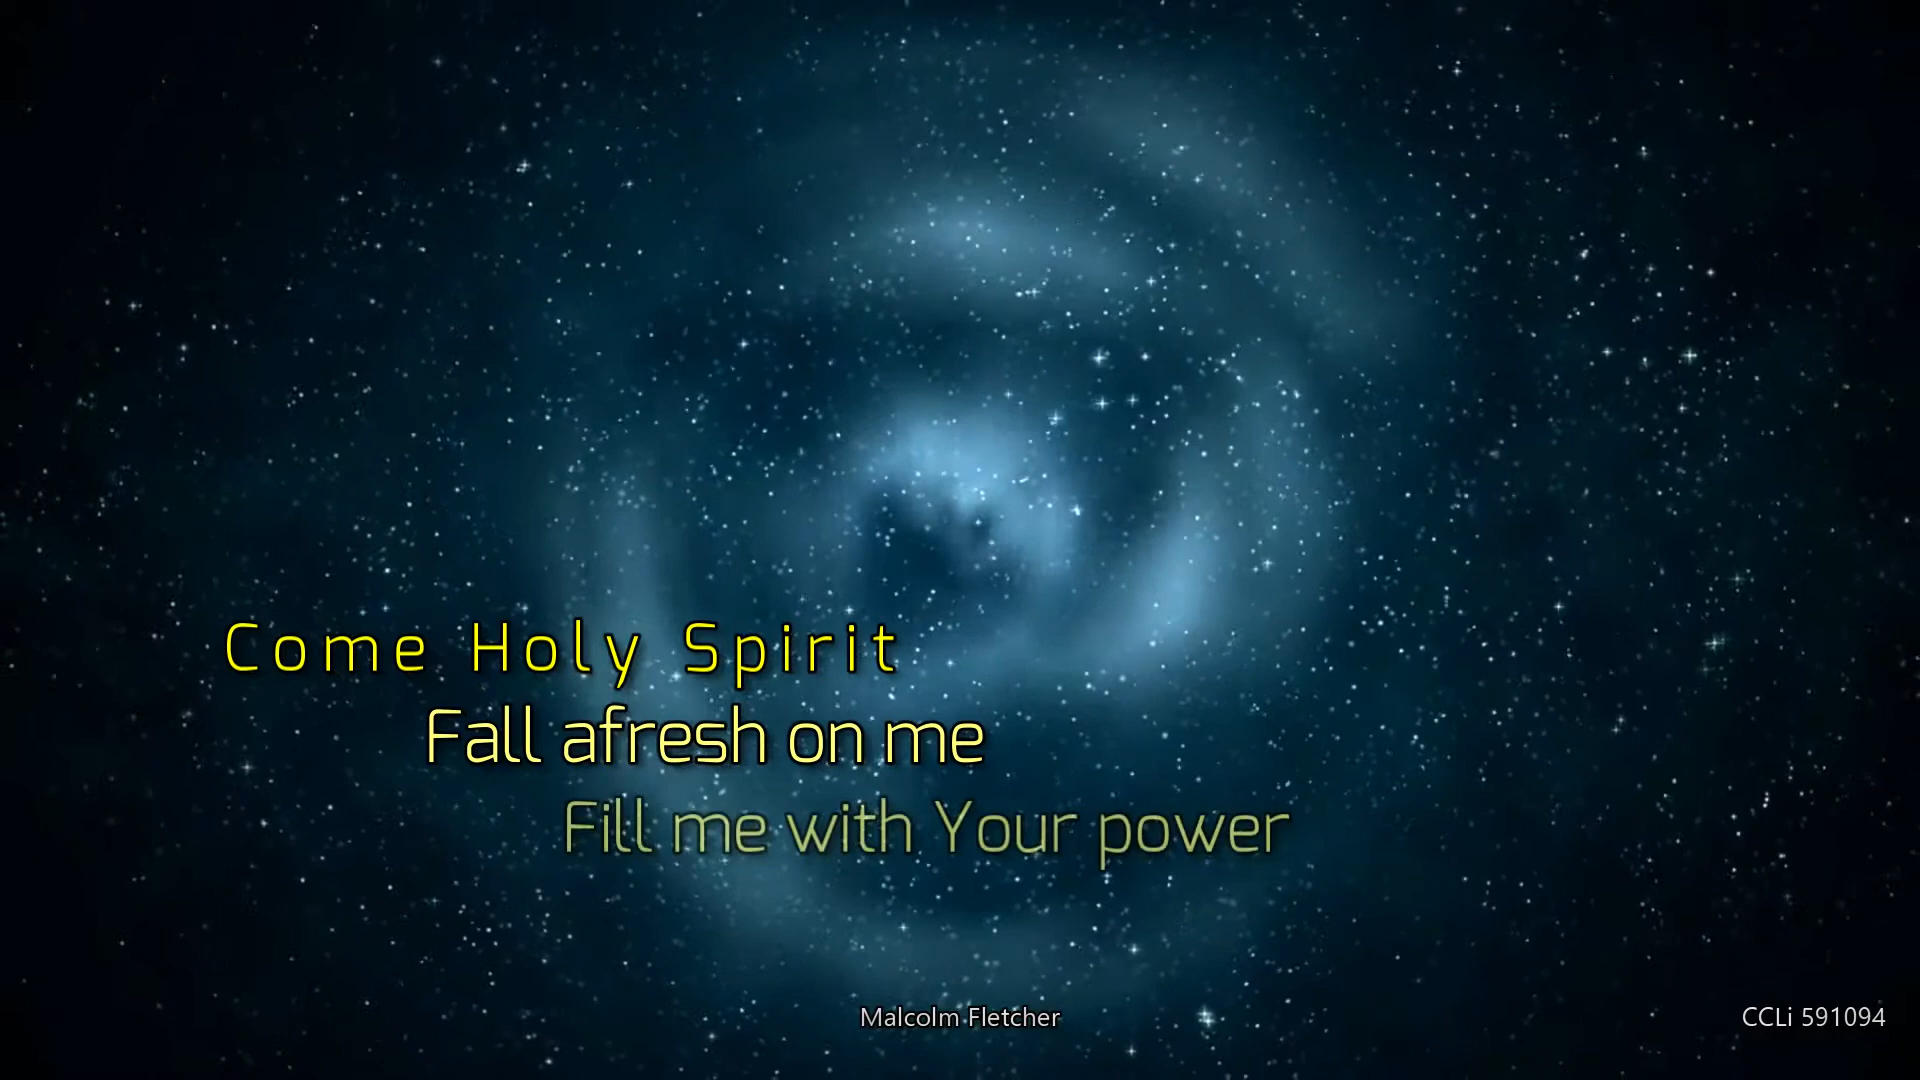 Come Holy Spirit
Fall afresh on me
Fill me with Your power
Malcolm Fletcher
CCLi 591094